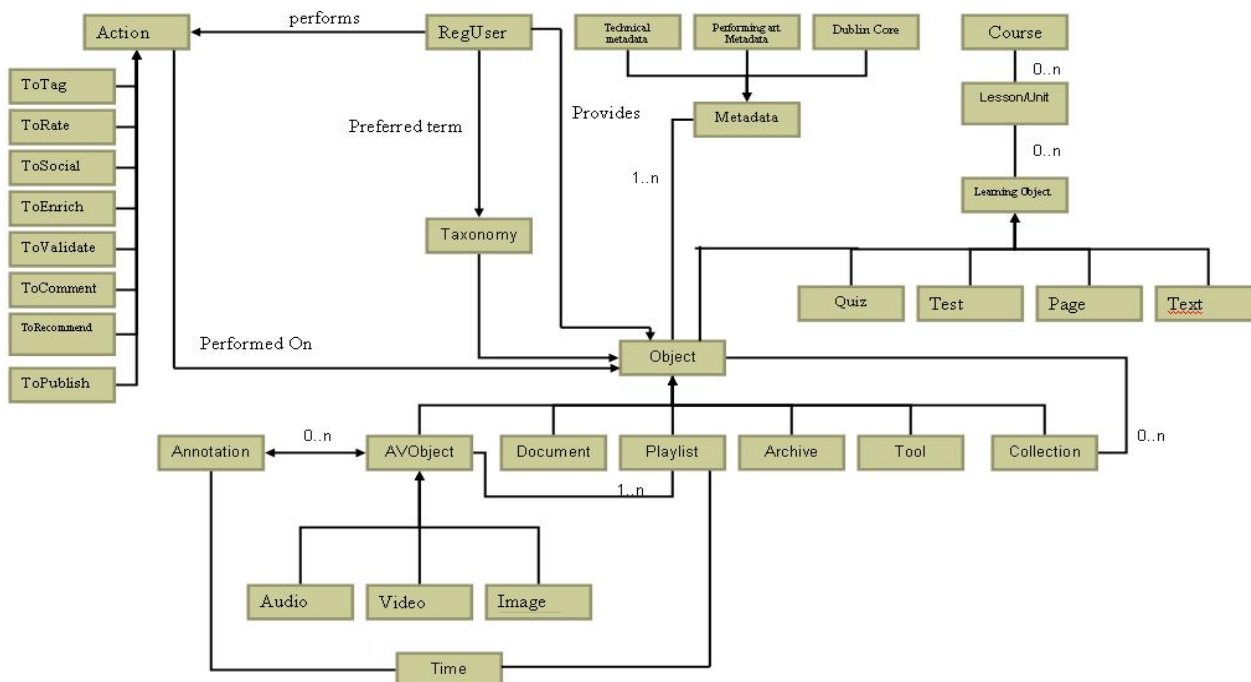 performs
Action
RegUser
Technical
metadata
Performing art
Metadata
Dublin Core
Course
0..n
ToTag
Lesson/Unit
Provides
Metadata
ToRate
Preferred term
0..n
ToSocial
1..n
Learning Object
ToEnrich
Taxonomy
ToValidate
ToComment
Quiz
Test
Page
Text
ToRecommend
Performed On
Object
ToPublish
0..n
0..n
Annotation
AVObject
Document
Playlist
Archive
Tool
Collection
1..n
Audio
Video
Image
Time